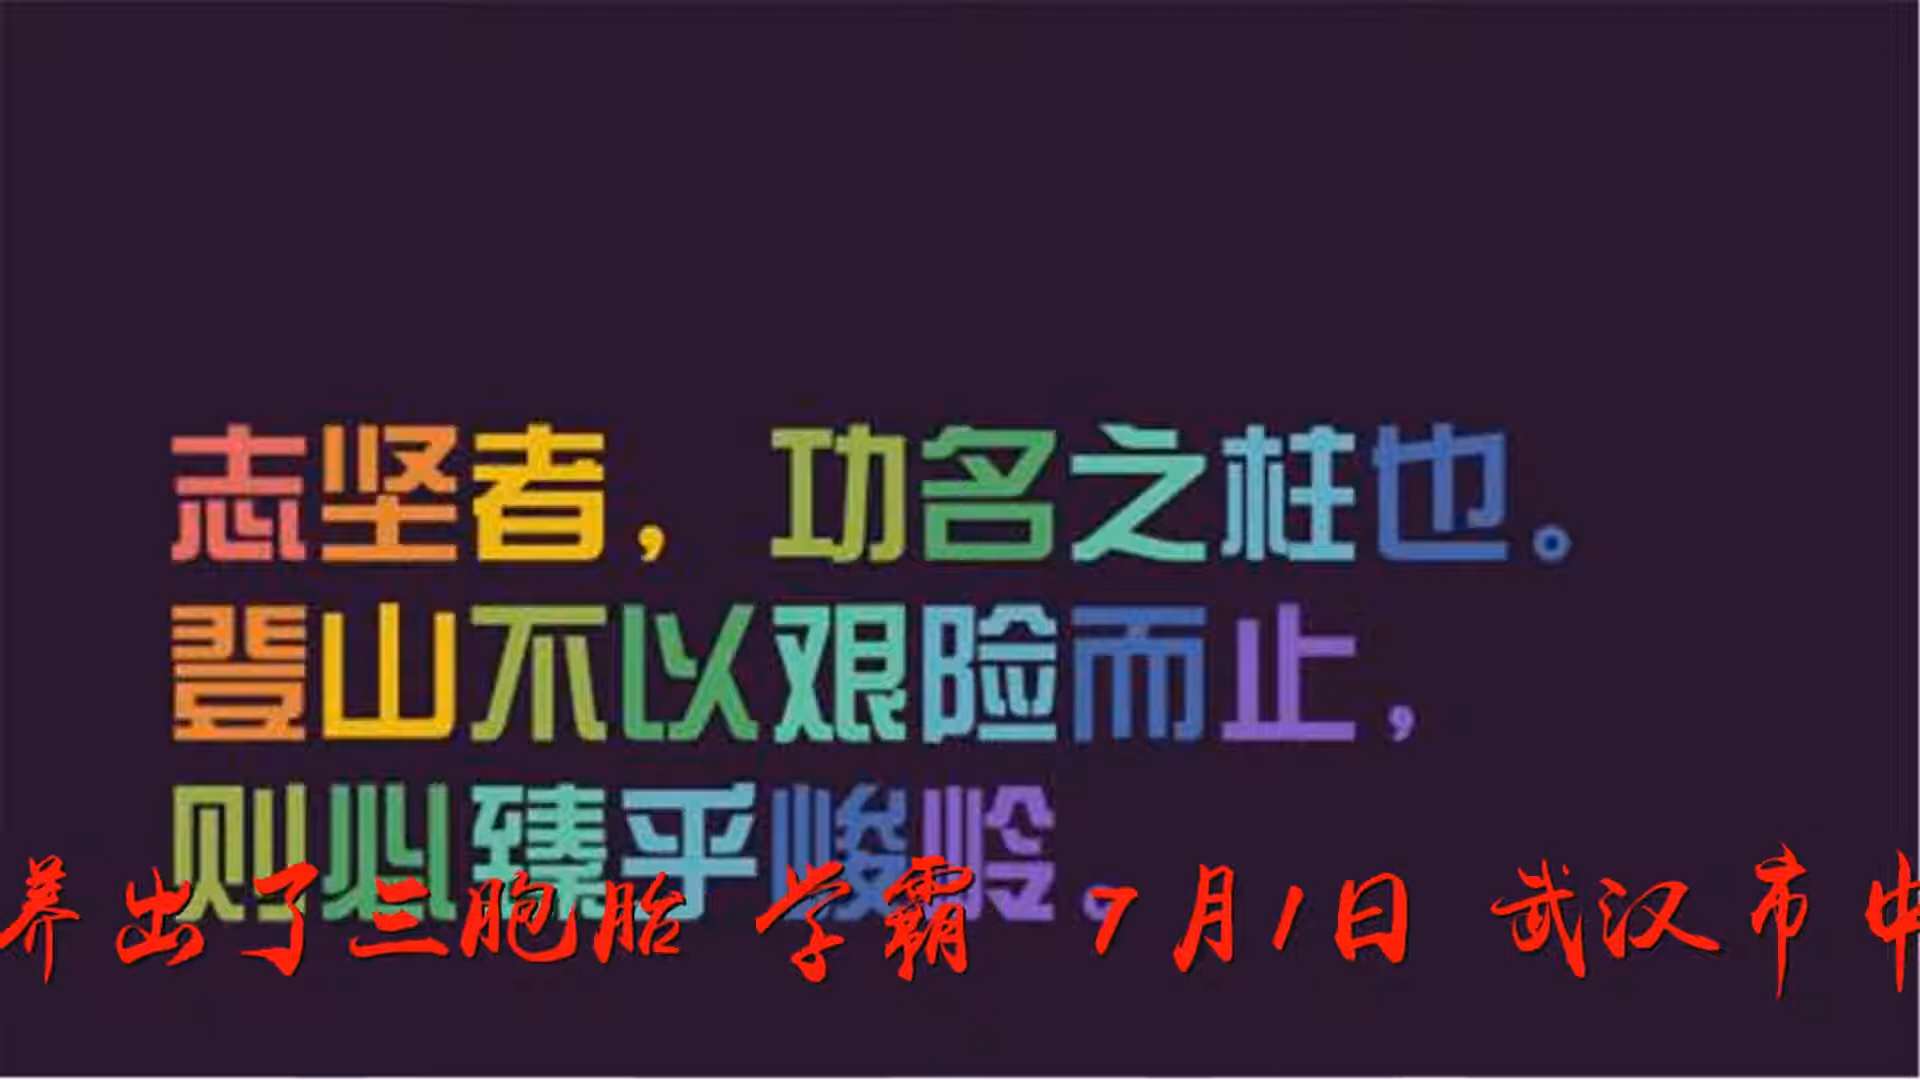 志坚者，功名之柱也。
登山不以艰险而止，
则必臻乎峻怜。
养出了三胞胎 学霸 7月1日 武汉市中